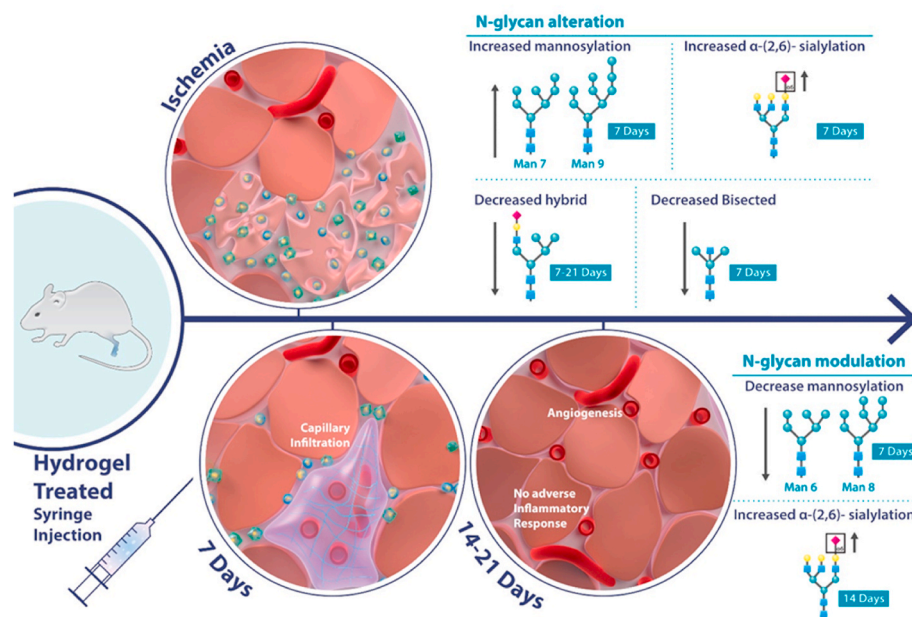 N-glycan alteration
Increased mannosylation
Man 7
Man 9
7 Days
Increased α-(2,6)- sialylation
7 Days
Decreased hybrid
7-21 Days
Decreased Bisected
7 Days
Ischemia
Hydrogel
Treated
Syringe
Injection
Capillary
Infiltration
7 Days
Angiogenesis
No adverse
Inflammatory
Response
14-21 Days
N-glycan modulation
Decrease mannosylation
Man 6
Man 8
7 Days
Increased α-(2,6)- sialylation
14 Days